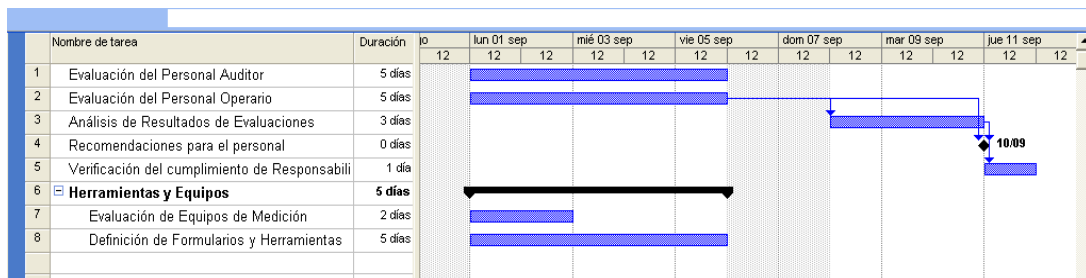 Nombre de tarea Duración jo lun 01 sep mié 03 sep vie 05 sep dom 07 sep mar 09 sep jue 11 sep
12 12 12 12 12 12 12 12 12 12 12 12 12
1 Evaluación del Personal Auditor 5 días
2 Evaluación del Personal Operario 5 días
3 Análisis de Resultados de Evaluaciones 3 días
4 Recomendaciones para el personal 0 días 10/09
5 Verificación del cumplimiento de Responsabili 1 día
6 Herramientas y Equipos 5 días
7 Evaluación de Equipos de Medición 2 días
8 Definición de Formularios y Herramientas 5 días